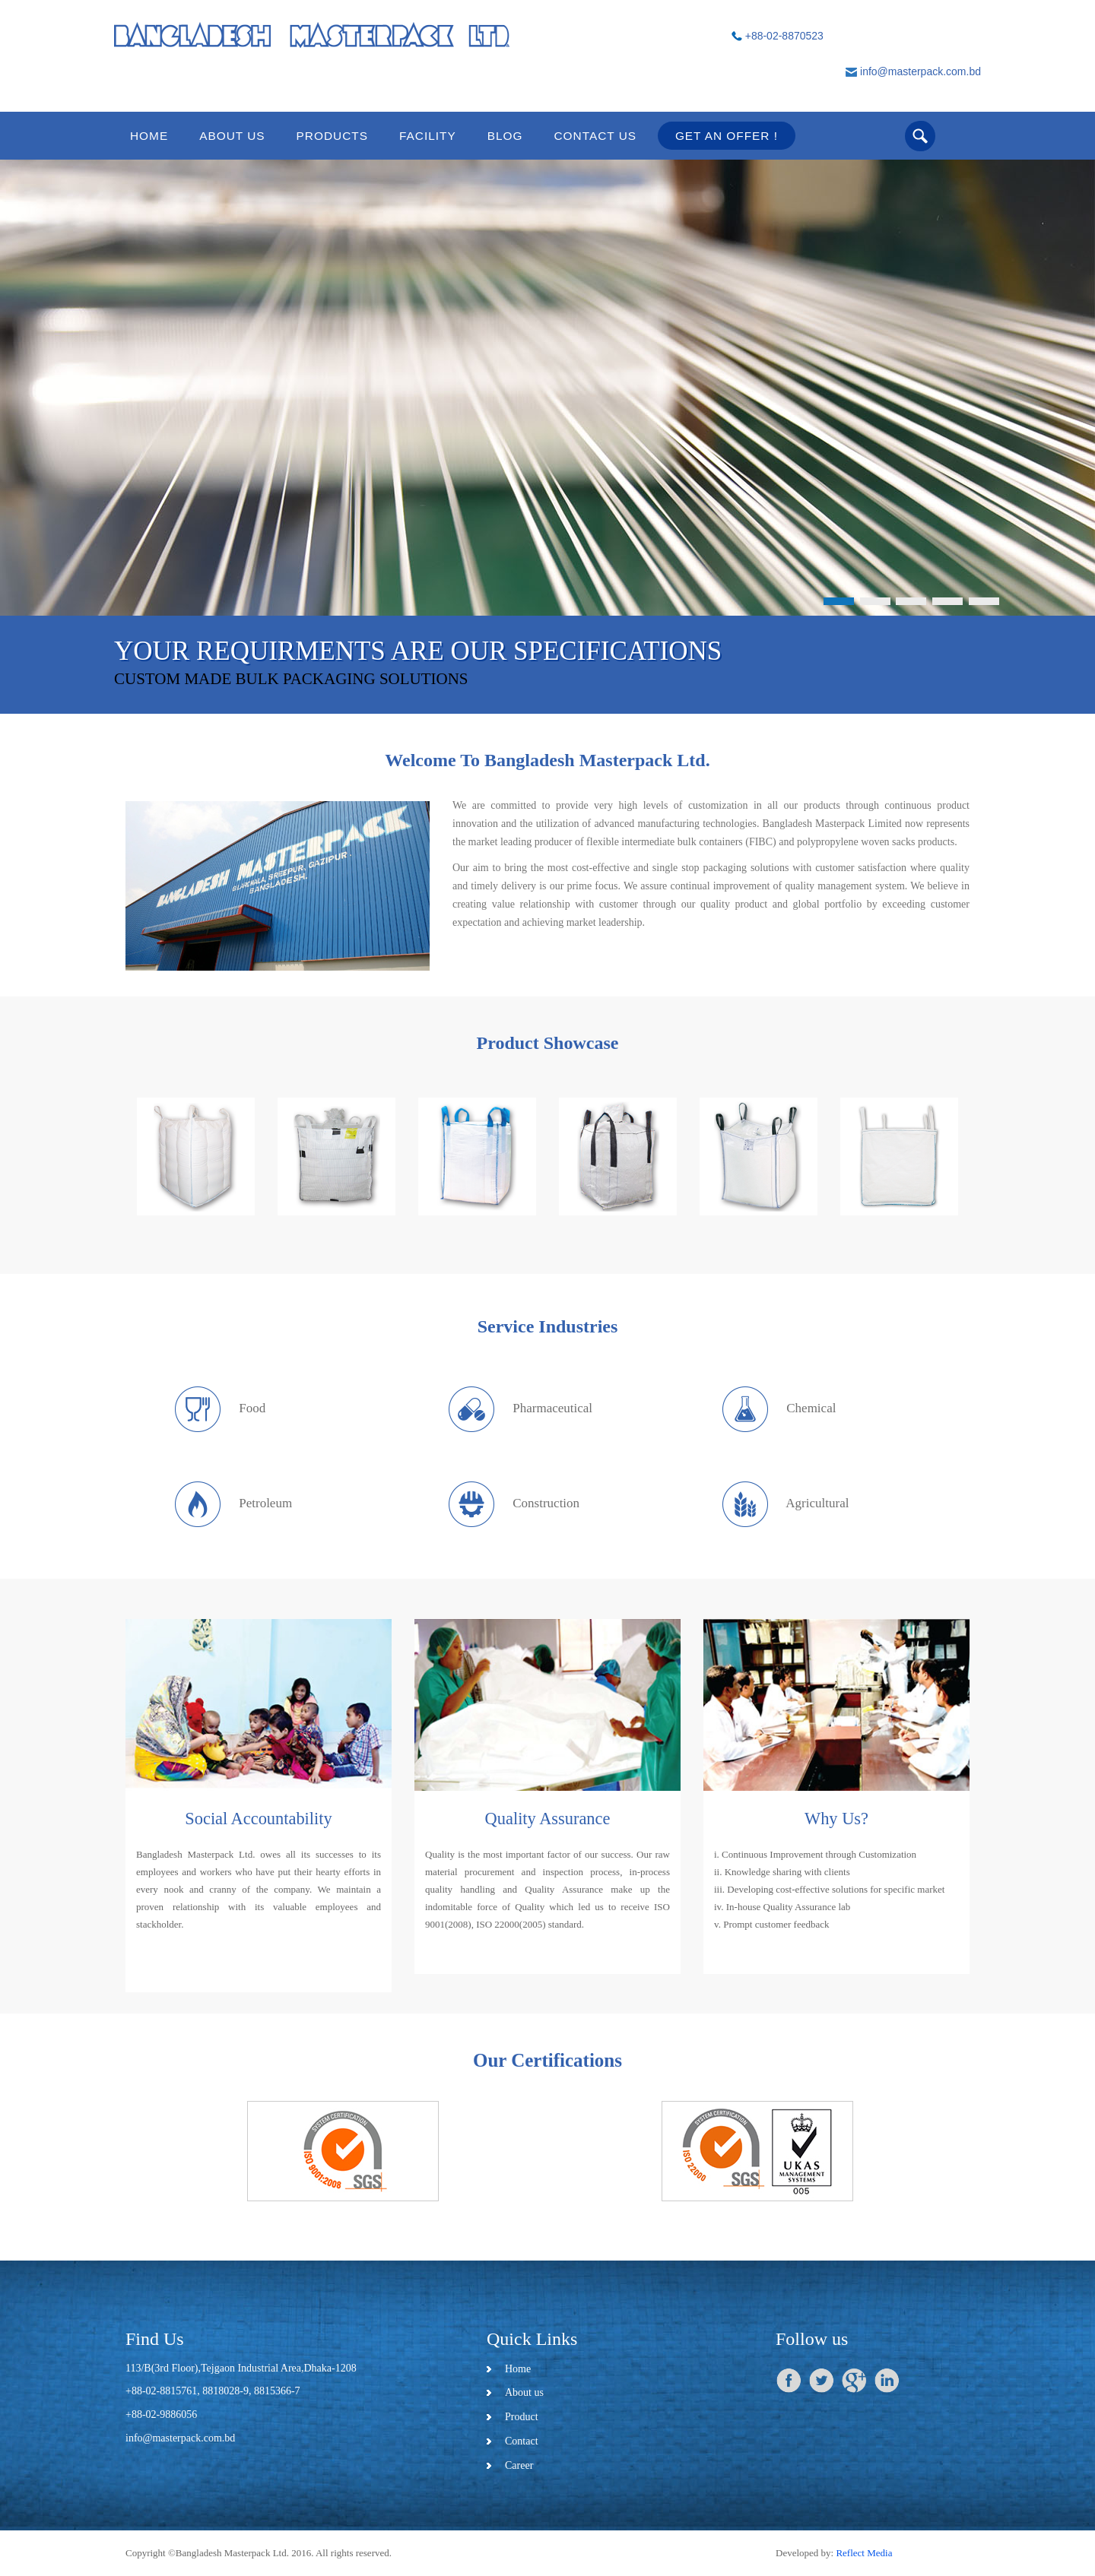 BANGLADESH MASTERPACK LTD
+88-02-8870523
info@masterpack.com.bd
HOME ABOUT US PRODUCTS FACILITY BLOG CONTACT US GET AN OFFER !
YOUR REQUIRMENTS ARE OUR SPECIFICATIONS
CUSTOM MADE BULK PACKAGING SOLUTIONS
Welcome To Bangladesh Masterpack Ltd.
BANGLADESH MASTERPACK
GAZIPUR.
BANGLADESH.
We are committed to provide very high levels of customization in all our products through continuous product
innovation and the utilization of advanced manufacturing technologies. Bangladesh Masterpack Limited now represents
the market leading producer of flexible intermediate bulk containers (FIBC) and polypropylene woven sacks products.
Our aim to bring the most cost-effective and single stop packaging solutions with customer satisfaction where quality
and timely delivery is our prime focus. We assure continual improvement of quality management system. We believe in
creating value relationship with customer through our quality product and global portfolio by exceeding customer
expectation and achieving market leadership.
Product Showcase
Service Industries
Food
Pharmaceutical
Chemical
Petroleum
Construction
Agricultural
Social Accountability
Bangladesh Masterpack Ltd. owes all its successes to its
employees and workers who have put their hearty efforts in
every nook and cranny of the company. We maintain a
proven relationship with its valuable employees and
stackholder.
Quality Assurance
Quality is the most important factor of our success. Our raw
material procurement and inspection process, in-process
quality handling and Quality Assurance make up the
indomitable force of Quality which led us to receive ISO
9001(2008), ISO 22000(2005) standard.
Why Us?
i. Continuous Improvement through Customization
ii. Knowledge sharing with clients
iii. Developing cost-effective solutions for specific market
iv. In-house Quality Assurance lab
v. Prompt customer feedback
Our Certifications
SYSTEM CERTIFICATION
ISO 9001:2008
SGS
SYSTEM CERTIFICATION
ISO 22000
SGS
UKAS
MANAGEMENT
SYSTEMS
005
Find Us
113/B(3rd Floor),Tejgaon Industrial Area,Dhaka-1208
+88-02-8815761, 8818028-9, 8815366-7
+88-02-9886056
info@masterpack.com.bd
Quick Links
Home
About us
Product
Contact
Career
Follow us
Copyright ©Bangladesh Masterpack Ltd. 2016. All rights reserved.
Developed by: Reflect Media